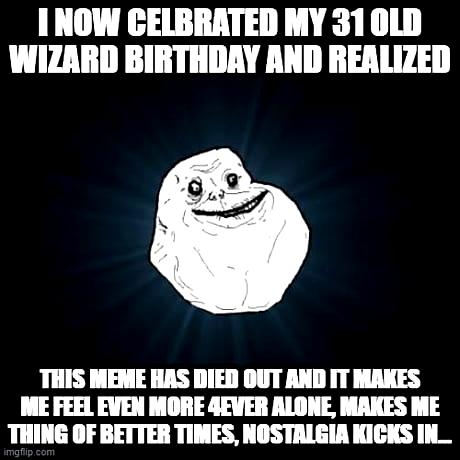 I NOW CELBRATED MY 31 OLD
WIZARD BIRTHDAY AND REALIZED
THIS MEME HAS DIED OUT AND IT MAKES
ME FEEL EVEN MORE 4EVER ALONE, MAKES ME
THING OF BETTER TIMES, NOSTALGIA KICKS IN...
imgflip.com